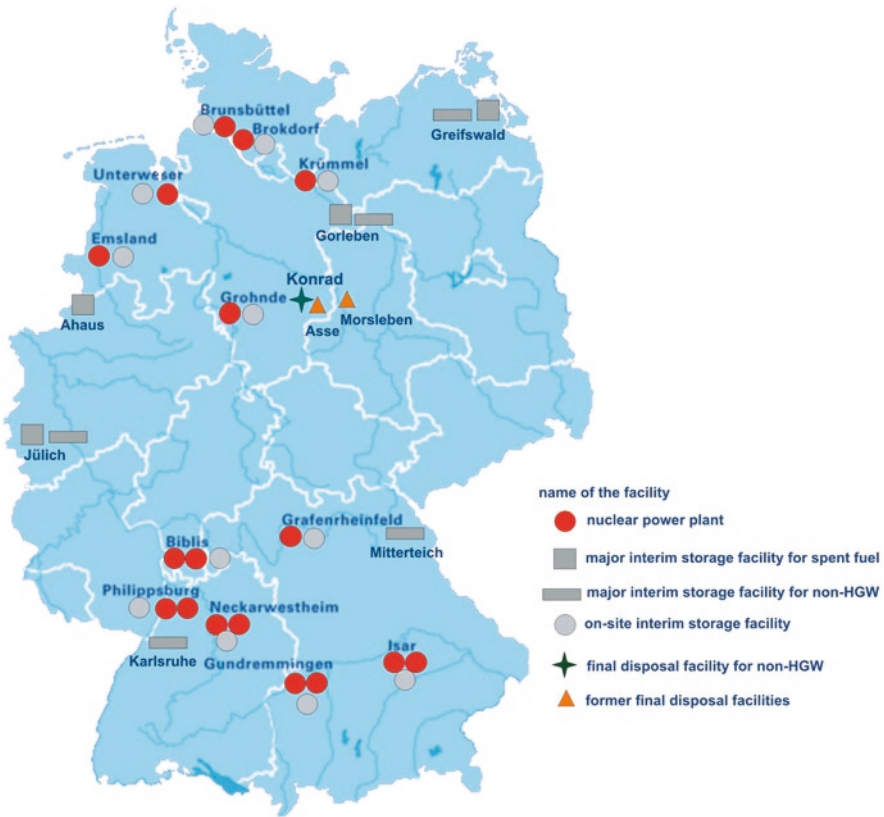 Brunsbüttel
Brokdorf
Greifswald
Krümmel
Unterweser
Gorleben
Emsland
Konrad
Grohnde
Morsleben
Ahaus
Asse
Jülich
name of the facility
nuclear power plant
Grafenrheinfeld
Biblis
Mitterteich
major interim storage facility for spent fuel
Philippsburg
major interim storage facility for non-HGW
Neckarwestheim
on-site interim storage facility
Isar
Karlsruhe
Gundremmingen
final disposal facility for non-HGW
former final disposal facilities